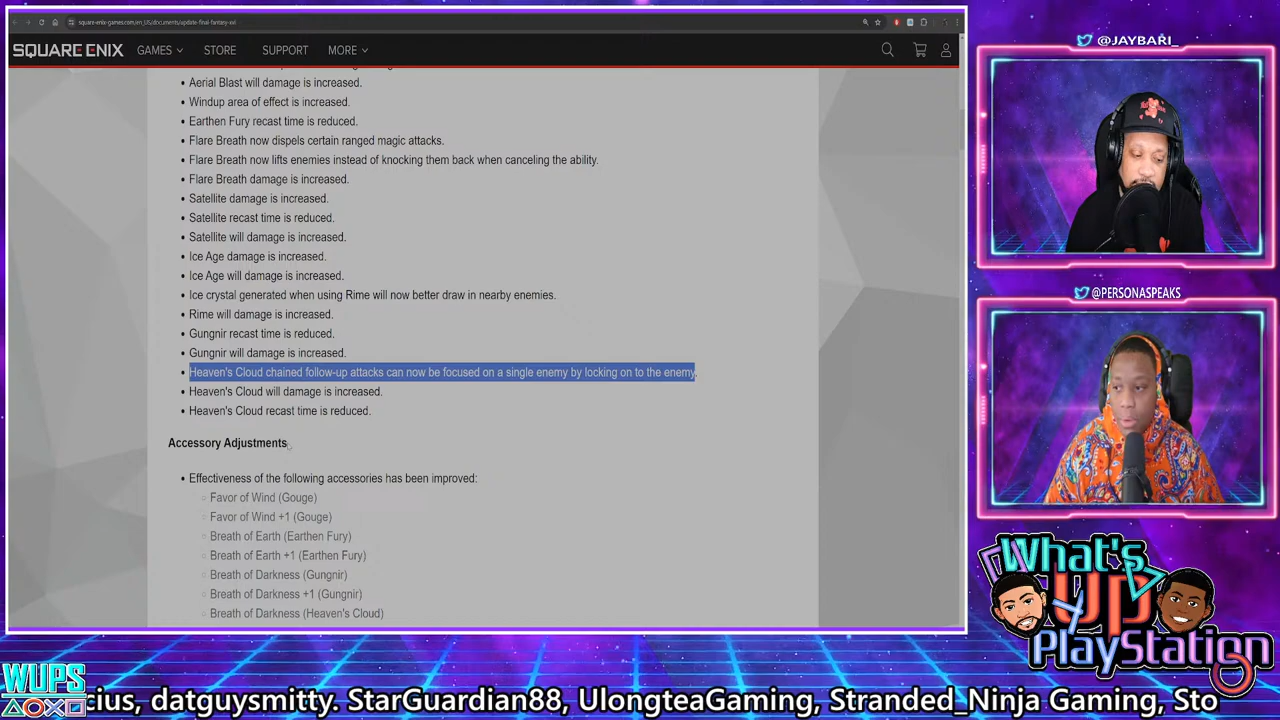 square-enix-games.com/en_US/documents/update-final-fantasy-xvi
SQUARE ENIX GAMES STORE SUPPORT MORE
Aerial Blast will damage is increased.
Windup area of effect is increased.
Earthen Fury recast time is reduced.
Flare Breath now dispels certain ranged magic attacks.
Flare Breath now lifts enemies instead of knocking them back when canceling the ability.
Flare Breath damage is increased.
Satellite damage is increased.
Satellite recast time is reduced.
Satellite will damage is increased.
Ice Age damage is increased.
Ice Age will damage is increased.
Ice crystal generated when using Rime will now better draw in nearby enemies.
Rime will damage is increased.
Gungnir recast time is reduced.
Gungnir will damage is increased.
Heaven's Cloud chained follow-up attacks can now be focused on a single enemy by locking on to the enemy.
Heaven's Cloud will damage is increased.
Heaven's Cloud recast time is reduced.
Accessory Adjustments
Effectiveness of the following accessories has been improved:
Favor of Wind (Gouge)
Favor of Wind +1 (Gouge)
Breath of Earth (Earthen Fury)
Breath of Earth +1 (Earthen Fury)
Breath of Darkness (Gungnir)
Breath of Darkness +1 (Gungnir)
Breath of Darkness (Heaven's Cloud)
@JAYBARI_
@PERSONASPEAKS
What's
Up
PlayStation
WUPS
cius, datguysmitty. StarGuardian88, UlongteaGaming, Stranded_Ninja Gaming, Sto